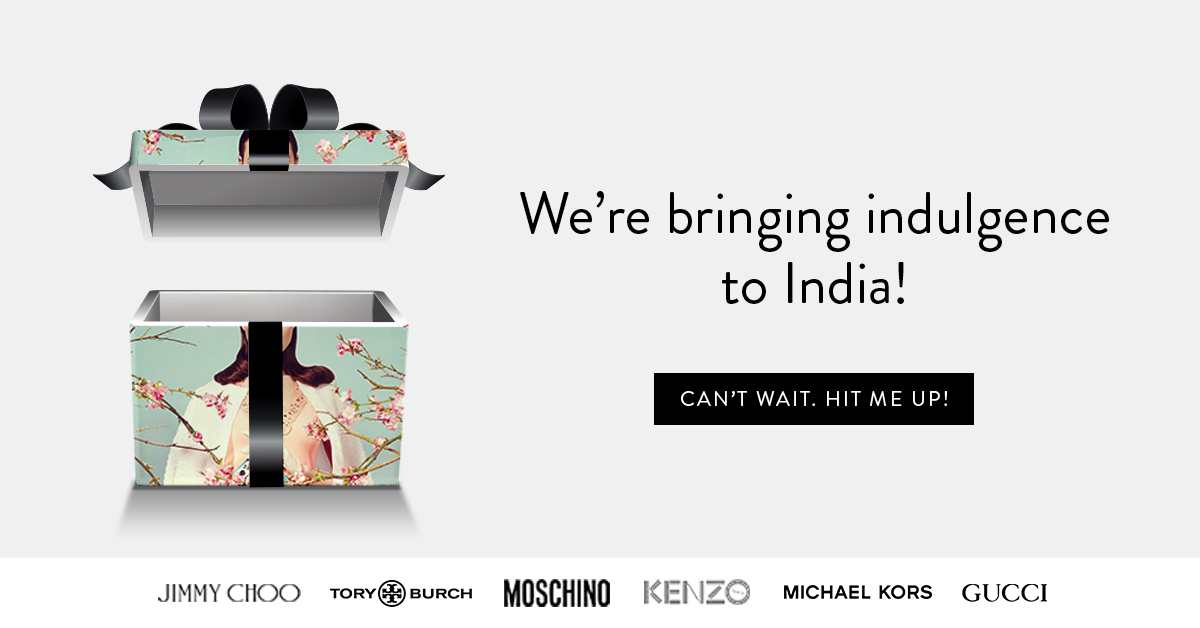 We’re bringing indulgence
to India!
CAN’T WAIT. HIT ME UP!
JIMMY CHOO TORY BURCH MOSCHINO KENZO MICHAEL KORS GUCCI